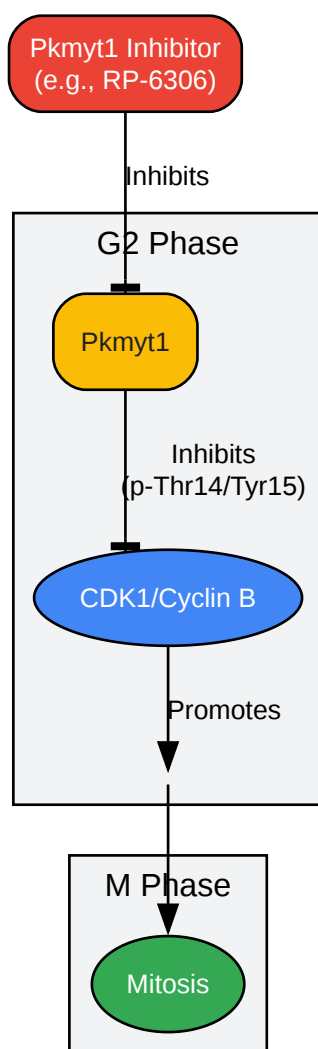 Pkmyt1 Inhibitor
(e.g., RP-6306)
Inhibits
G2 Phase
Pkmyt1
Inhibits
(p-Thr14/Tyr15)
CDK1/Cyclin B
Promotes
M Phase
Mitosis